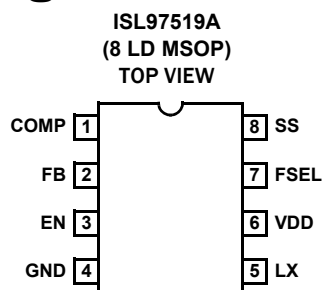 ISL97519A
(8 LD MSOP)
TOP VIEW
COMP 1 8 SS
FB 2 7 FSEL
EN 3 6 VDD
GND 4 5 LX